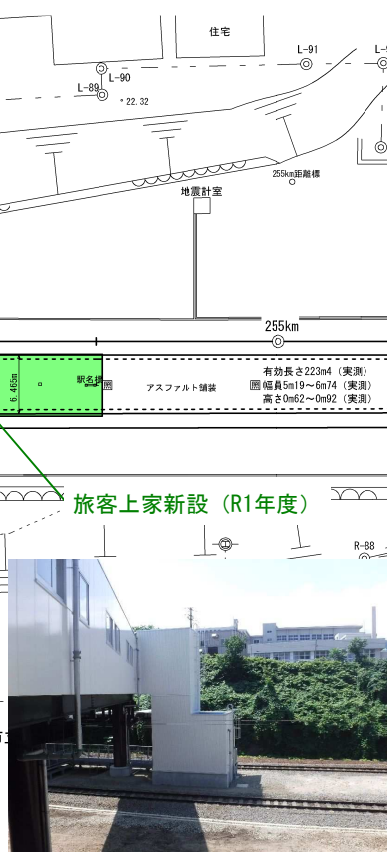 住宅
L-91
L-90
L-89
22.32
255km距離標
地震計室
255km
6.465m
駅名標
照
アスファルト舗装
照
有効長さ223m4（実測）
幅員5m19～6m74（実測）
高さ0m62～0m92（実測）
旅客上家新設（R1年度）
R-88